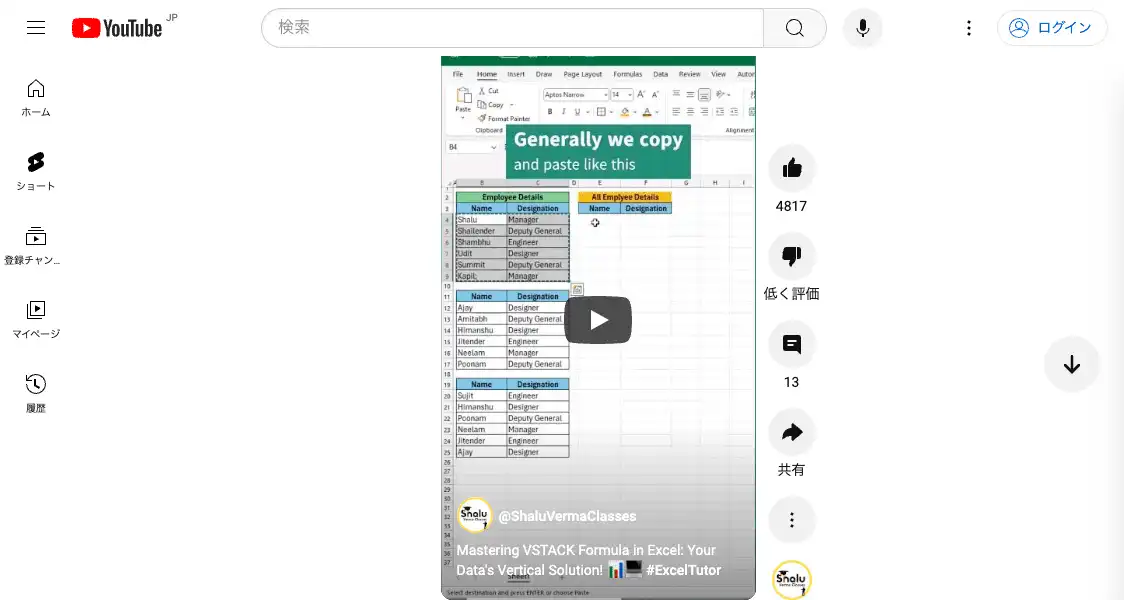 YouTube JP
検索
ログイン
ホーム
ショート
登録チャン...
マイページ
履歴
File Home Insert Draw Page Layout Formulas Data Review View Autor
Cut
Copy
Format Painter
Paste
Clipboard
Aptos Narrow 14
B I U
Alignment
B4
Generally we copy
and paste like this
B C D E F G H I
Employee Details All Emplyee Details
Name Designation Name Designation
Shalu Manager
Shailender Deputy General
Shambhu Engineer
Udit Designer
Summit Deputy General
Kapil Manager
Name Designation
Ajay Designer
Amitabh Deputy General
Himanshu Designer
Jitender Engineer
Neelam Manager
Poonam Deputy General
Name Designation
Sujit Engineer
Himanshu Designer
Poonam Deputy General
Neelam Manager
Jitender Engineer
Ajay Designer
Shalu
Verma Classes
@ShaluVermaClasses
Mastering VSTACK Formula in Excel: Your
Data's Vertical Solution! #ExcelTutor
Sheet1
Select destination and press ENTER or choose Paste
4817
低く評価
13
共有
Shalu
Verma Classes